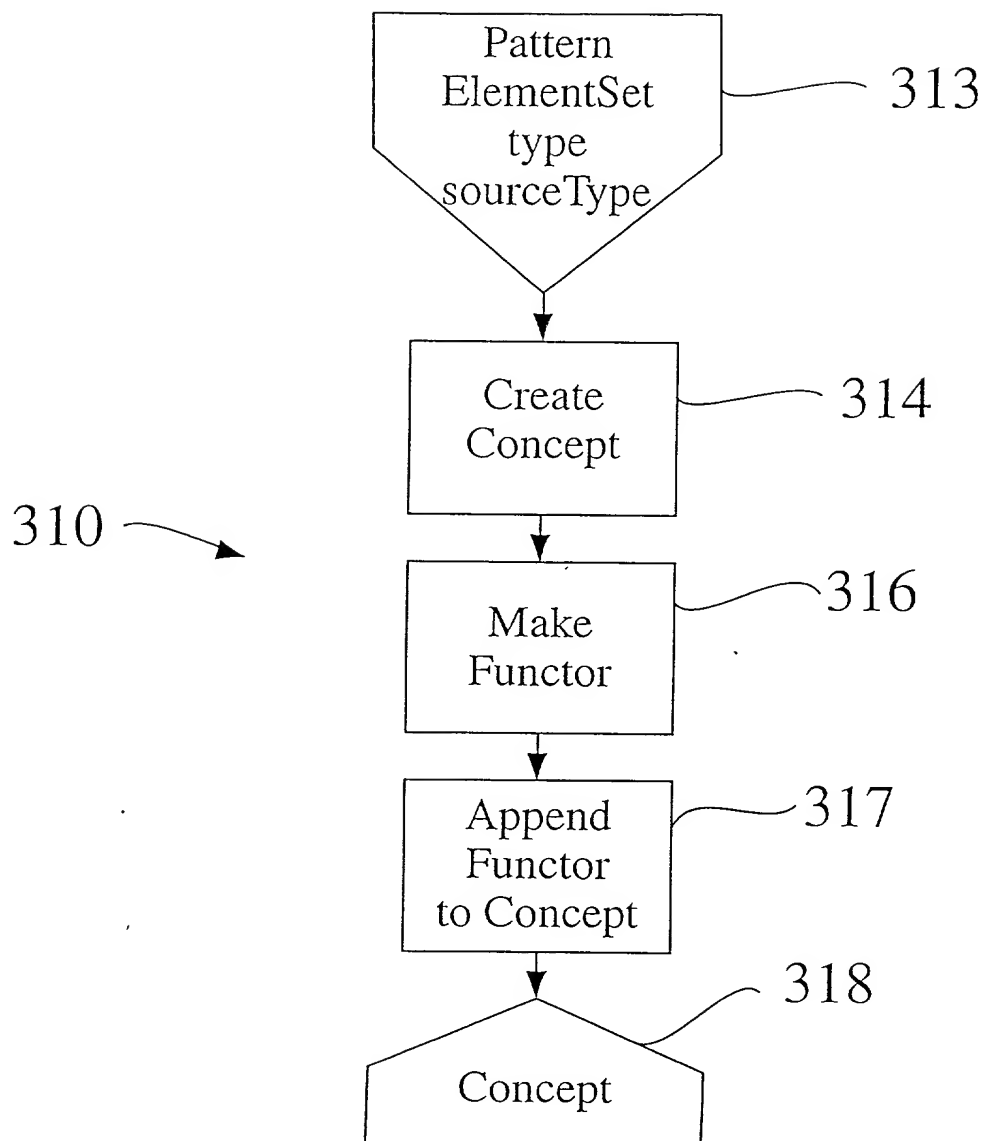 Pattern
ElementSet
type
sourceType
313
Create
Concept
314
310
Make
Functor
316
Append
Functor
to Concept
317
318
Concept